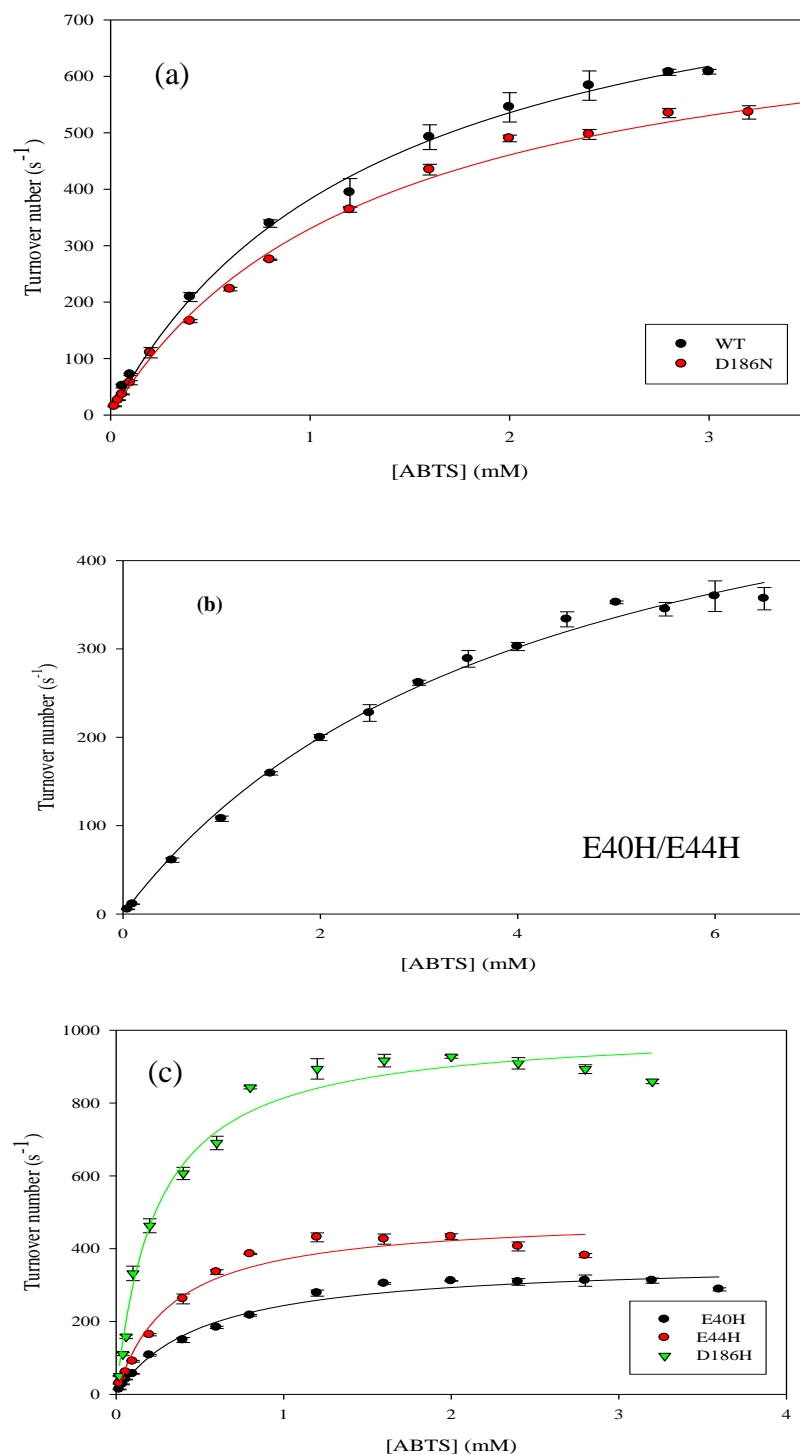 (a)
Turnover nuber (s-1)
700
600
500
400
300
200
100
0
WT
D186N
0 1 2 3
[ABTS] (mM)
(b)
Turnover number (s-1)
400
300
200
100
0
E40H/E44H
0 2 4 6
[ABTS] (mM)
(c)
Turnover number (s-1)
1000
800
600
400
200
0
E40H
E44H
D186H
0 1 2 3 4
[ABTS] (mM)